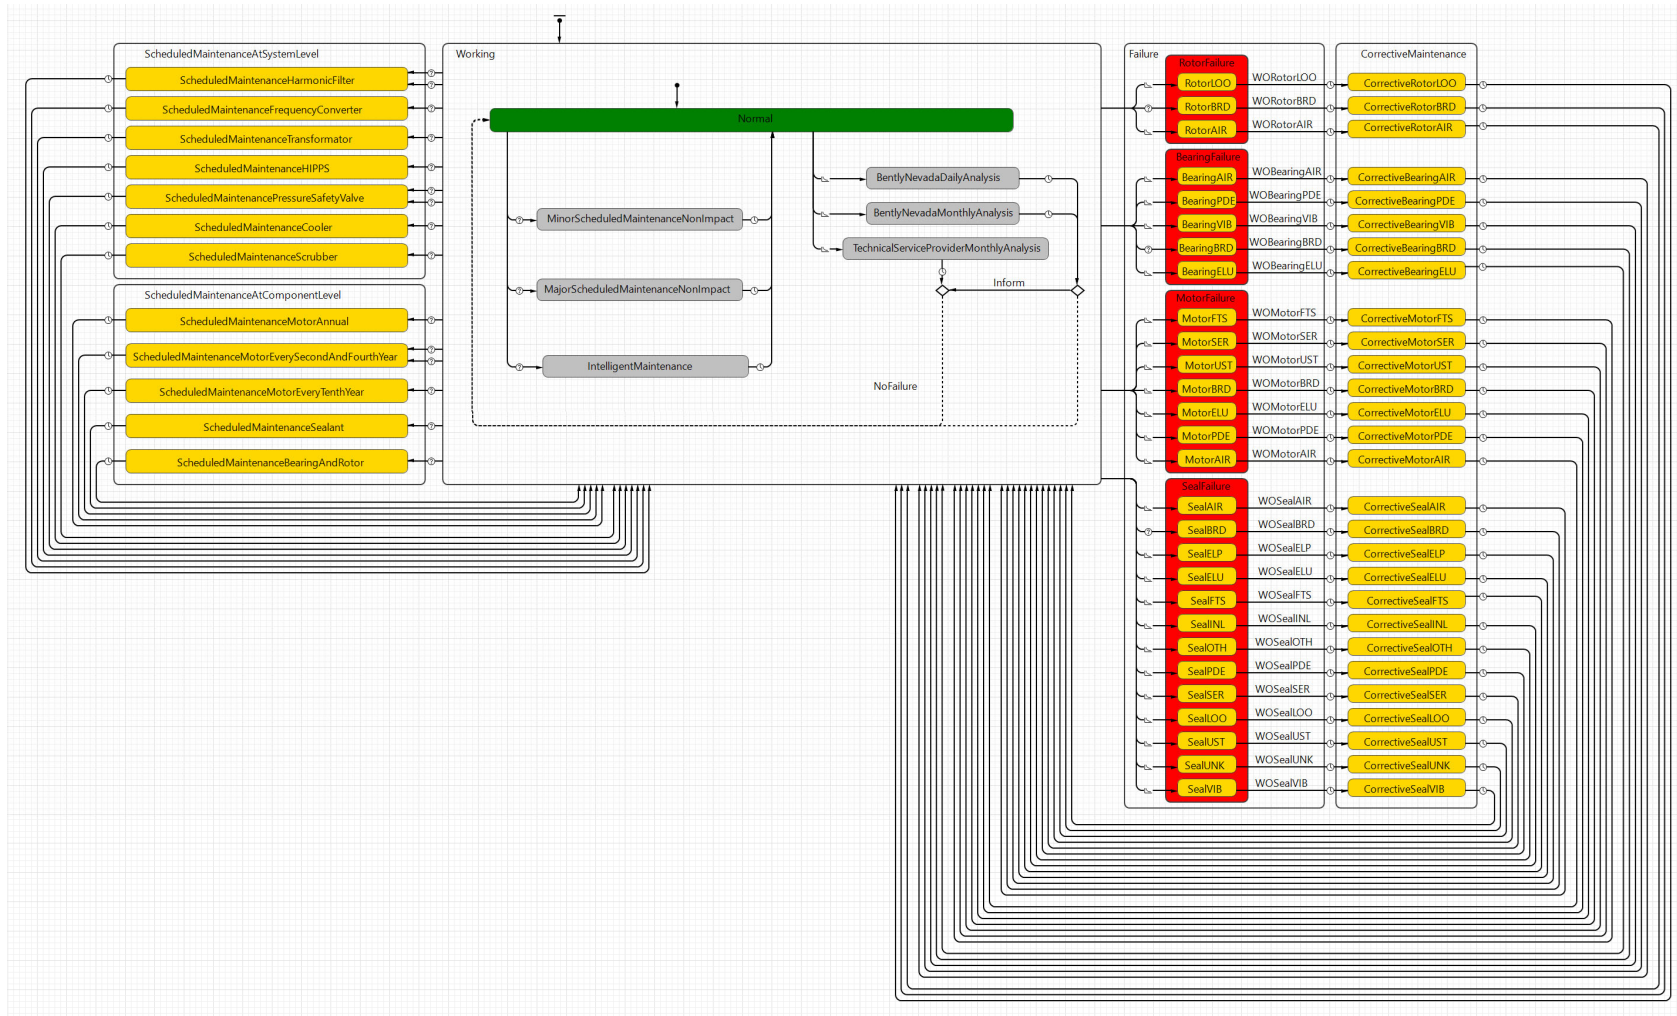 ScheduledMaintenanceAtSystemLevel
ScheduledMaintenanceHarmonicFilter
ScheduledMaintenanceFrequencyConverter
ScheduledMaintenanceTransformator
ScheduledMaintenanceHIPPS
ScheduledMaintenancePressureSafetyValve
ScheduledMaintenanceCooler
ScheduledMaintenanceScrubber
ScheduledMaintenanceAtComponentLevel
ScheduledMaintenanceMotorAnnual
ScheduledMaintenanceMotorEverySecondAndFourthYear
ScheduledMaintenanceMotorEveryTenthYear
ScheduledMaintenanceSealant
ScheduledMaintenanceBearingAndRotor
Working
Normal
MinorScheduledMaintenanceNonImpact
MajorScheduledMaintenanceNonImpact
IntelligentMaintenance
BentlyNevadaDailyAnalysis
BentlyNevadaMonthlyAnalysis
TechnicalServiceProviderMonthlyAnalysis
Inform
NoFailure
Failure
CorrectiveMaintenance
RotorFailure
RotorLOO WORotorLOO CorrectiveRotorLOO
RotorBRD WORotorBRD CorrectiveRotorBRD
RotorAIR WORotorAIR CorrectiveRotorAIR
BearingFailure
BearingAIR WOBearingAIR CorrectiveBearingAIR
BearingPDE WOBearingPDE CorrectiveBearingPDE
BearingVIB WOBearingVIB CorrectiveBearingVIB
BearingBRD WOBearingBRD CorrectiveBearingBRD
BearingELU WOBearingELU CorrectiveBearingELU
MotorFailure
MotorFTS WOMotorFTS CorrectiveMotorFTS
MotorSER WOMotorSER CorrectiveMotorSER
MotorUST WOMotorUST CorrectiveMotorUST
MotorBRD WOMotorBRD CorrectiveMotorBRD
MotorELU WOMotorELU CorrectiveMotorELU
MotorPDE WOMotorPDE CorrectiveMotorPDE
MotorAIR WOMotorAIR CorrectiveMotorAIR
SealFailure
SealAIR WOSealAIR CorrectiveSealAIR
SealBRD WOSealBRD CorrectiveSealBRD
SealELP WOSealELP CorrectiveSealELP
SealELU WOSealELU CorrectiveSealELU
SealFTS WOSealFTS CorrectiveSealFTS
SealINL WOSealINL CorrectiveSealINL
SealOTH WOSealOTH CorrectiveSealOTH
SealPDE WOSealPDE CorrectiveSealPDE
SealSER WOSealSER CorrectiveSealSER
SealLOO WOSealLOO CorrectiveSealLOO
SealUST WOSealUST CorrectiveSealUST
SealUNK WOSealUNK CorrectiveSealUNK
SealVIB WOSealVIB CorrectiveSealVIB